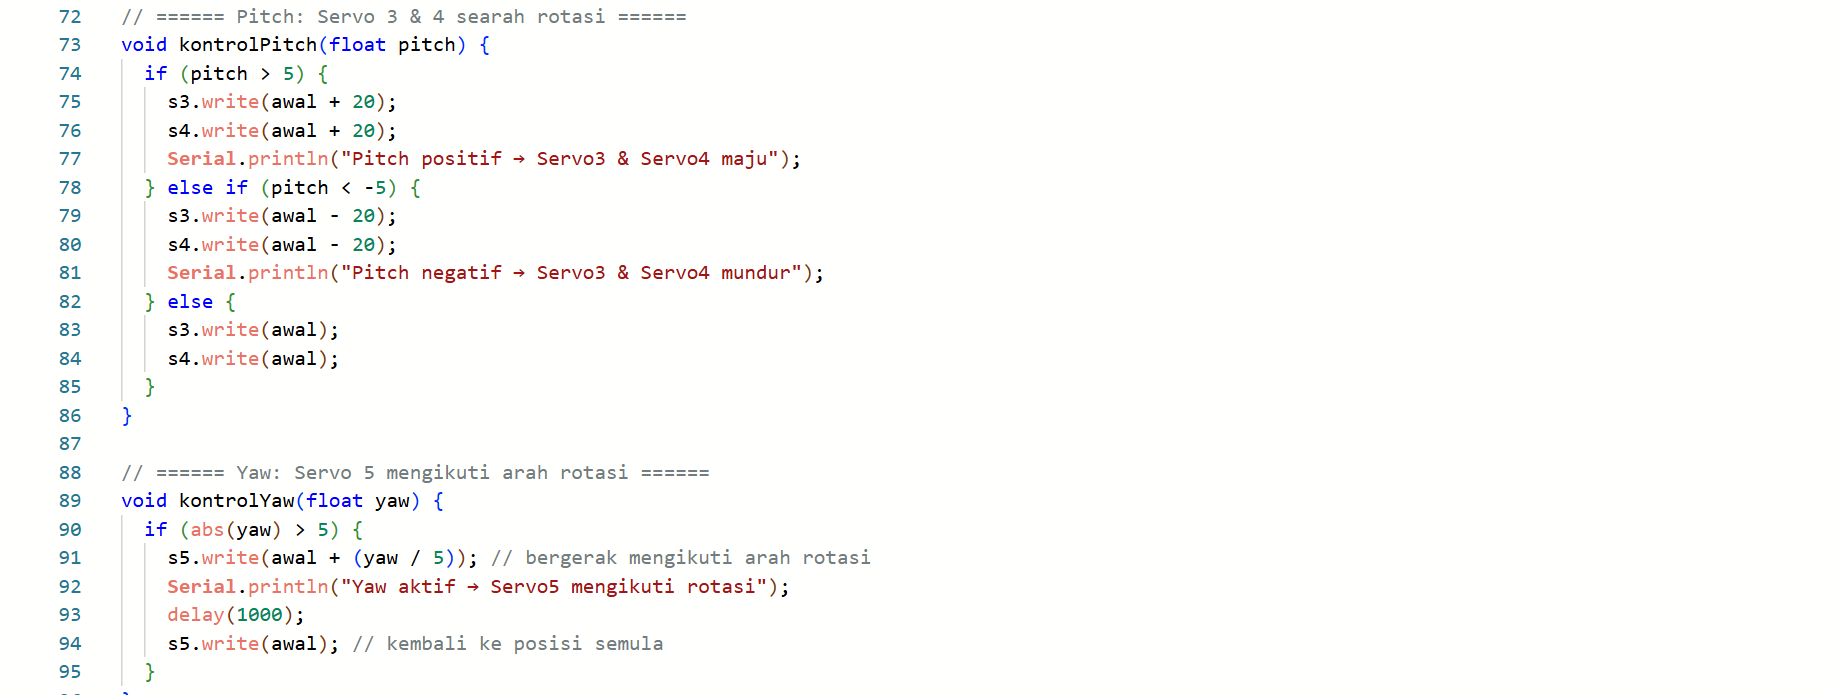 72 // ====== Pitch: Servo 3 & 4 searah rotasi ======
73 void kontrolPitch(float pitch) {
74 if (pitch > 5) {
75 s3.write(awal + 20);
76 s4.write(awal + 20);
77 Serial.println("Pitch positif → Servo3 & Servo4 maju");
78 } else if (pitch < -5) {
79 s3.write(awal - 20);
80 s4.write(awal - 20);
81 Serial.println("Pitch negatif → Servo3 & Servo4 mundur");
82 } else {
83 s3.write(awal);
84 s4.write(awal);
85 }
86 }
87
88 // ====== Yaw: Servo 5 mengikuti arah rotasi ======
89 void kontrolYaw(float yaw) {
90 if (abs(yaw) > 5) {
91 s5.write(awal + (yaw / 5)); // bergerak mengikuti arah rotasi
92 Serial.println("Yaw aktif → Servo5 mengikuti rotasi");
93 delay(1000);
94 s5.write(awal); // kembali ke posisi semula
95 }